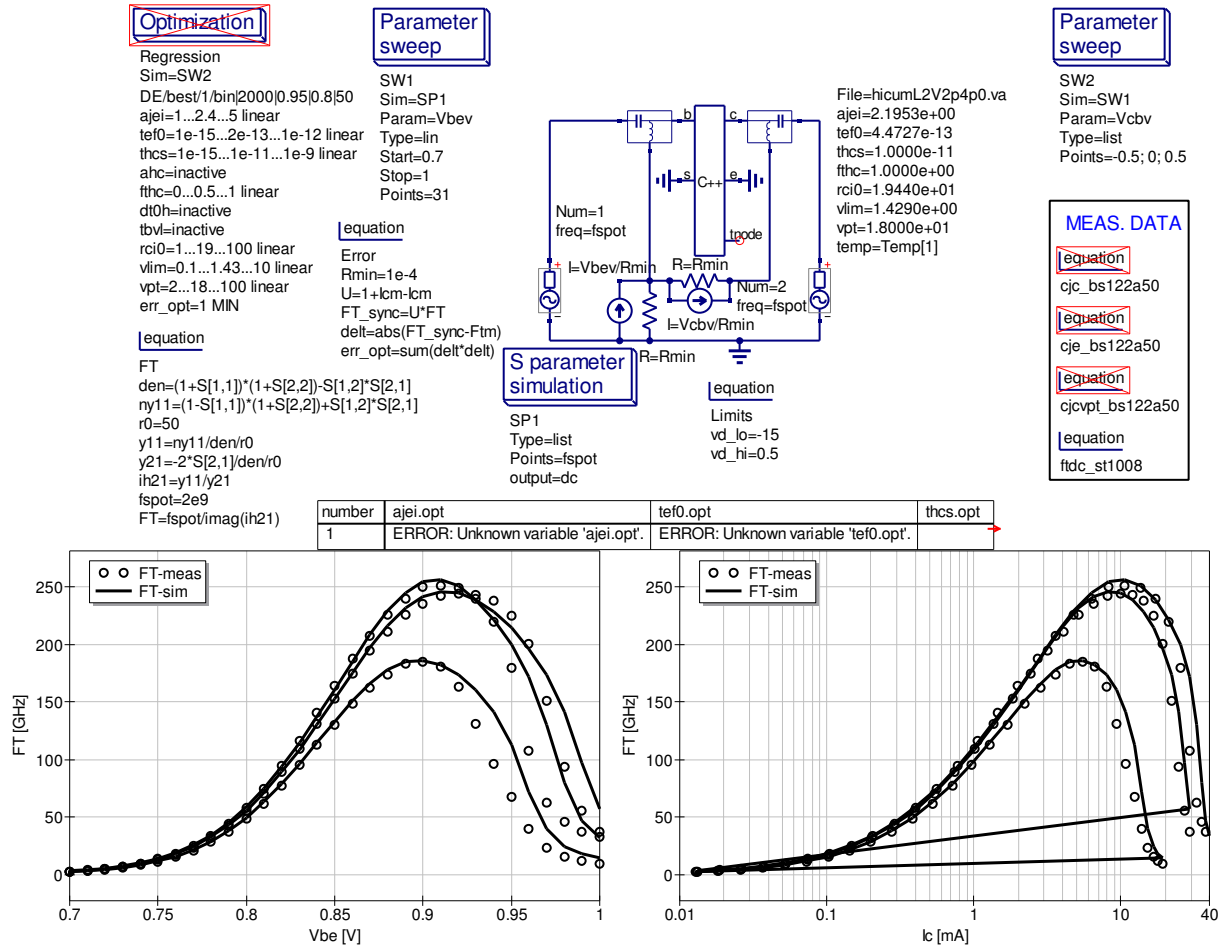 Optimization
Regression
Sim=SW2
DE/best/1/bin|2000|0.95|0.8|50
ajei=1...2.4...5 linear
tef0=1e-15...2e-13...1e-12 linear
thcs=1e-15...1e-11...1e-9 linear
ahc=inactive
fthc=0...0.5...1 linear
dt0h=inactive
tbvl=inactive
rci0=1...19...100 linear
vlim=0.1...1.43...10 linear
vpt=2...18...100 linear
err_opt=1 MIN
equation
FT
den=(1+S[1,1])*(1+S[2,2])-S[1,2]*S[2,1]
ny11=(1-S[1,1])*(1+S[2,2])+S[1,2]*S[2,1]
r0=50
y11=ny11/den/r0
y21=-2*S[2,1]/den/r0
ih21=y11/y21
fspot=2e9
FT=fspot/imag(ih21)
Parameter
sweep
SW1
Sim=SP1
Param=Vbev
Type=lin
Start=0.7
Stop=1
Points=31
equation
Error
Rmin=1e-4
U=1+Icm-Icm
FT_sync=U*FT
delt=abs(FT_sync-Ftm)
err_opt=sum(delt*delt)
b
c
s
C++
e
tnode
Num=1
freq=fspot
I=Vbev/Rmin
R=Rmin
Num=2
freq=fspot
I=Vcbv/Rmin
R=Rmin
S parameter
simulation
SP1
Type=list
Points=fspot
output=dc
equation
Limits
vd_lo=-15
vd_hi=0.5
File=hicumL2V2p4p0.va
ajei=2.1953e+00
tef0=4.4727e-13
thcs=1.0000e-11
fthc=1.0000e+00
rci0=1.9440e+01
vlim=1.4290e+00
vpt=1.8000e+01
temp=Temp[1]
Parameter
sweep
SW2
Sim=SW1
Param=Vcbv
Type=list
Points=-0.5; 0; 0.5
MEAS. DATA
equation
cjc_bs122a50
equation
cje_bs122a50
equation
cjcvpt_bs122a50
equation
ftdc_st1008
number ajei.opt tef0.opt thcs.opt
1 ERROR: Unknown variable 'ajei.opt'. ERROR: Unknown variable 'tef0.opt'.
FT-meas
FT-sim
FT [GHz]
250
200
150
100
50
0
0.7 0.75 0.8 0.85 0.9 0.95 1
Vbe [V]
FT-meas
FT-sim
FT [GHz]
250
200
150
100
50
0
0.01 0.1 1 10 40
Ic [mA]